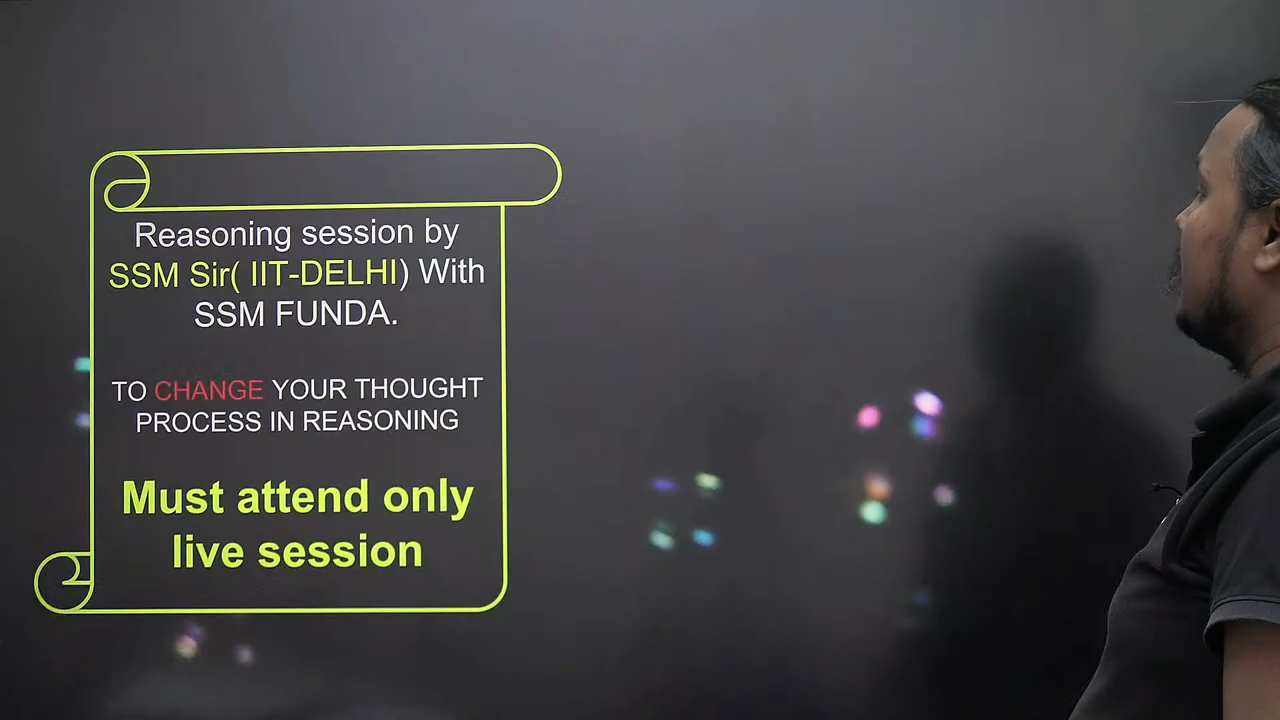 Reasoning session by
SSM Sir( IIT-DELHI) With
SSM FUNDA.
TO CHANGE YOUR THOUGHT
PROCESS IN REASONING
Must attend only
live session